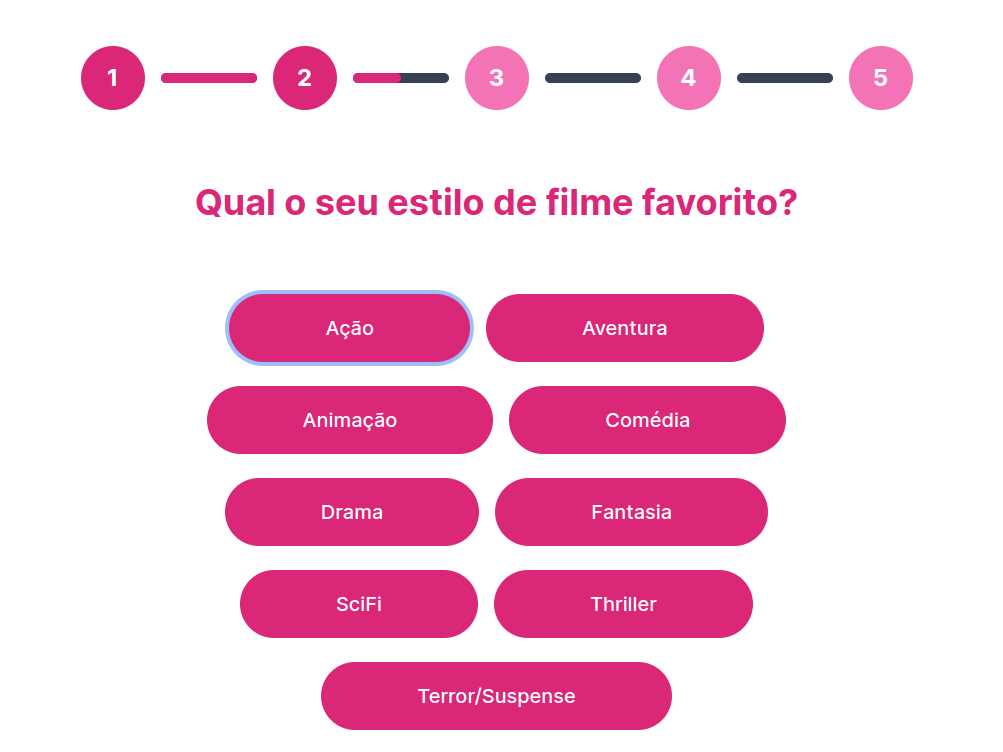 1 2 3 4 5
Qual o seu estilo de filme favorito?
Ação Aventura
Animação Comédia
Drama Fantasia
SciFi Thriller
Terror/Suspense